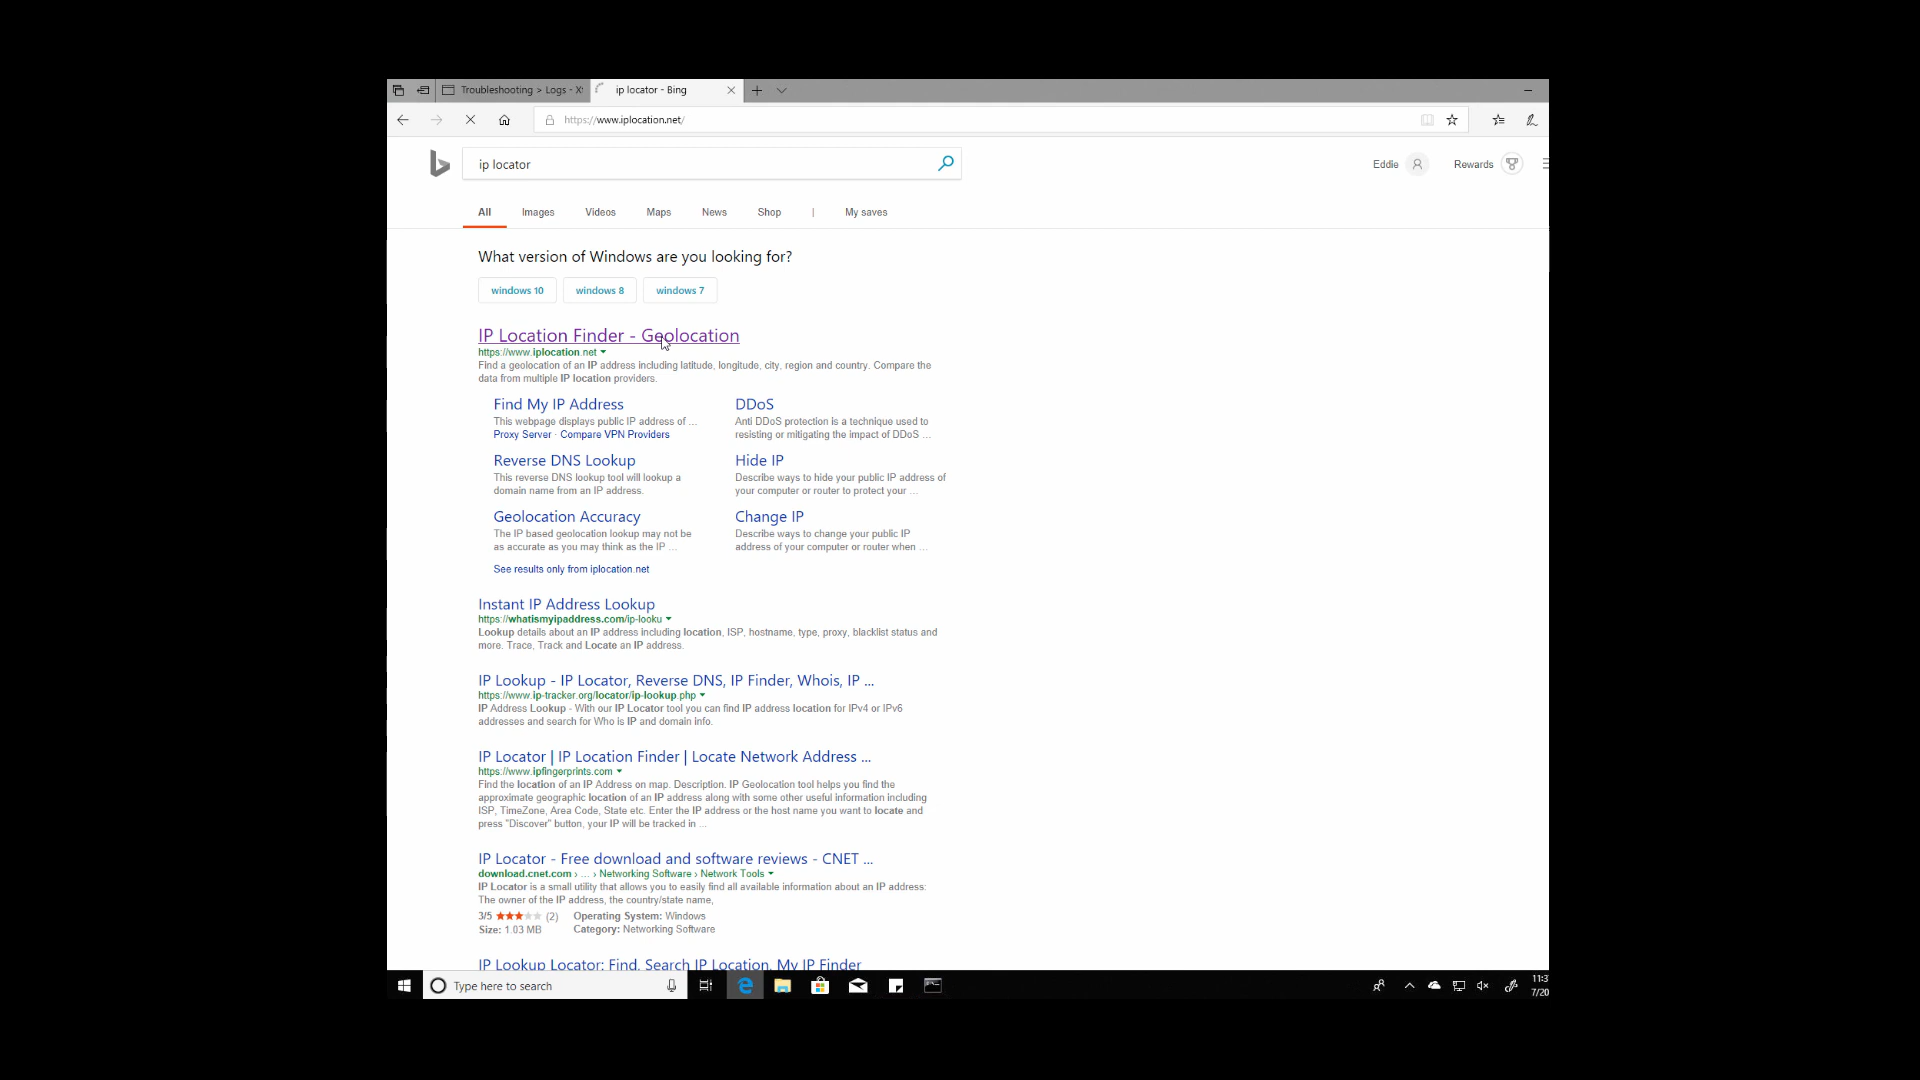 Troubleshooting > Logs - X
ip locator - Bing
https://www.iplocation.net/
ip locator
Eddie
Rewards
All Images Videos Maps News Shop | My saves
What version of Windows are you looking for?
windows 10 windows 8 windows 7
IP Location Finder - Geolocation
https://www.iplocation.net
Find a geolocation of an IP address including latitude, longitude, city, region and country. Compare the
data from multiple IP location providers.
Find My IP Address
This webpage displays public IP address of ...
Proxy Server · Compare VPN Providers
DDoS
Anti DDoS protection is a technique used to
resisting or mitigating the impact of DDoS ...
Reverse DNS Lookup
This reverse DNS lookup tool will lookup a
domain name from an IP address.
Hide IP
Describe ways to hide your public IP address of
your computer or router to protect your ...
Geolocation Accuracy
The IP based geolocation lookup may not be
as accurate as you may think as the IP ...
Change IP
Describe ways to change your public IP
address of your computer or router when ...
See results only from iplocation.net
Instant IP Address Lookup
https://whatismyipaddress.com/ip-looku
Lookup details about an IP address including location, ISP, hostname, type, proxy, blacklist status and
more. Trace, Track and Locate an IP address.
IP Lookup - IP Locator, Reverse DNS, IP Finder, Whois, IP ...
https://www.ip-tracker.org/locator/ip-lookup.php
IP Address Lookup - With our IP Locator tool you can find IP address location for IPv4 or IPv6
addresses and search for Who is IP and domain info.
IP Locator | IP Location Finder | Locate Network Address ...
https://www.ipfingerprints.com
Find the location of an IP Address on map. Description. IP Geolocation tool helps you find the
approximate geographic location of an IP address along with some other useful information including
ISP, TimeZone, Area Code, State etc. Enter the IP address or the host name you want to locate and
press "Discover" button, your IP will be tracked in ...
IP Locator - Free download and software reviews - CNET ...
download.cnet.com › ... › Networking Software › Network Tools
IP Locator is a small utility that allows you to easily find all available information about an IP address:
The owner of the IP address, the country/state name,
3/5 (2) Operating System: Windows
Size: 1.03 MB Category: Networking Software
IP Lookup Locator: Find, Search IP Location, My IP Finder
Type here to search
11:3
7/20